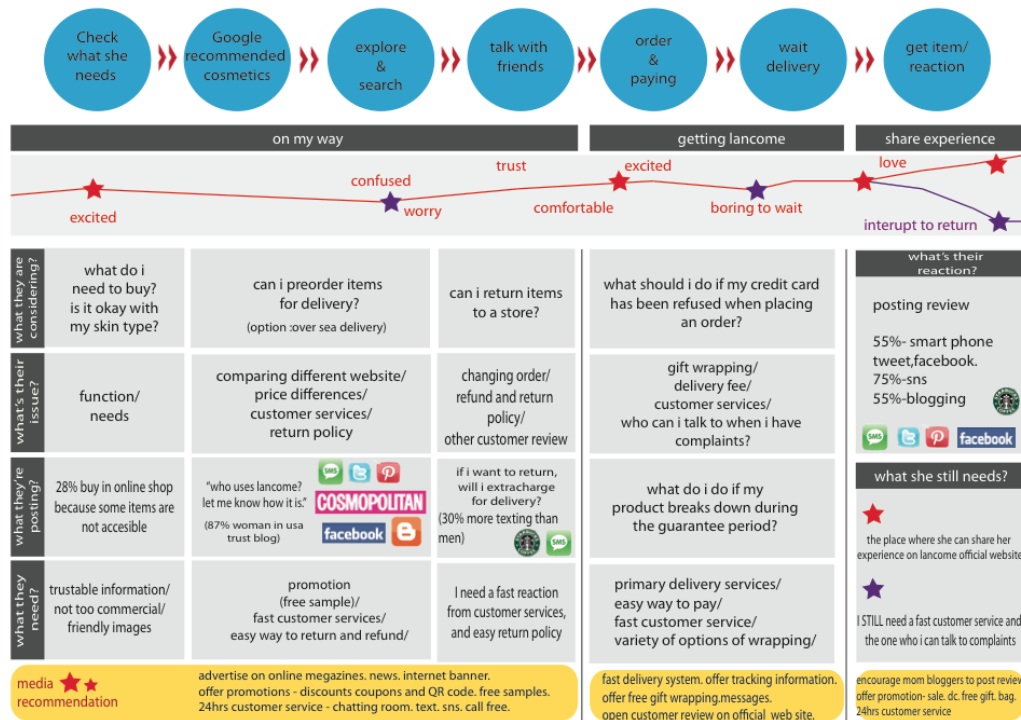 Check
what she
needs
Google
recommended
cosmetics
explore
&
search
talk with
friends
order
&
paying
wait
delivery
get item/
reaction
on my way
getting lancome
share experience
excited
confused
worry
trust
comfortable
excited
boring to wait
love
interupt to return
what they are
considering?
what do i
need to buy?
is it okay with
my skin type?
can i preorder items
for delivery?
(option :over sea delivery)
can i return items
to a store?
what should i do if my credit card
has been refused when placing
an order?
what's their
issue?
function/
needs
comparing different website/
price differences/
customer services/
return policy
changing order/
refund and return
policy/
other customer review
gift wrapping/
delivery fee/
customer services/
who can i talk to when i have
complaints?
what they're
posting?
28% buy in online shop
because some items are
not accesible
"who uses lancome?
let me know how it is."
(87% woman in usa
trust blog)
SMS
COSMOPOLITAN
facebook
if i want to return,
will i extracharge
for delivery?
(30% more texting than
men)
SMS
what do i do if my
product breaks down during
the guarantee period?
what they
need?
trustable information/
not too commercial/
friendly images
promotion
(free sample)/
fast customer services/
easy way to return and refund/
I need a fast reaction
from customer services,
and easy return policy
primary delivery services/
easy way to pay/
fast customer service/
variety of options of wrapping/
what's their
reaction?
posting review
55%- smart phone
tweet,facebook.
75%-sns
55%-blogging
SMS
facebook
what she still needs?
the place where she can share her
experience on lancome official website
I STILL need a fast customer service and
the one who i can talk to complaints
media
recommendation
advertise on online megazines. news. internet banner.
offer promotions - discounts coupons and QR code. free samples.
24hrs customer service - chatting room. text. sns. call free.
fast delivery system. offer tracking information.
offer free gift wrapping.messages.
open customer review on official web site.
encourage mom bloggers to post review
offer promotion- sale. dc. free gift. bag.
24hrs customer service